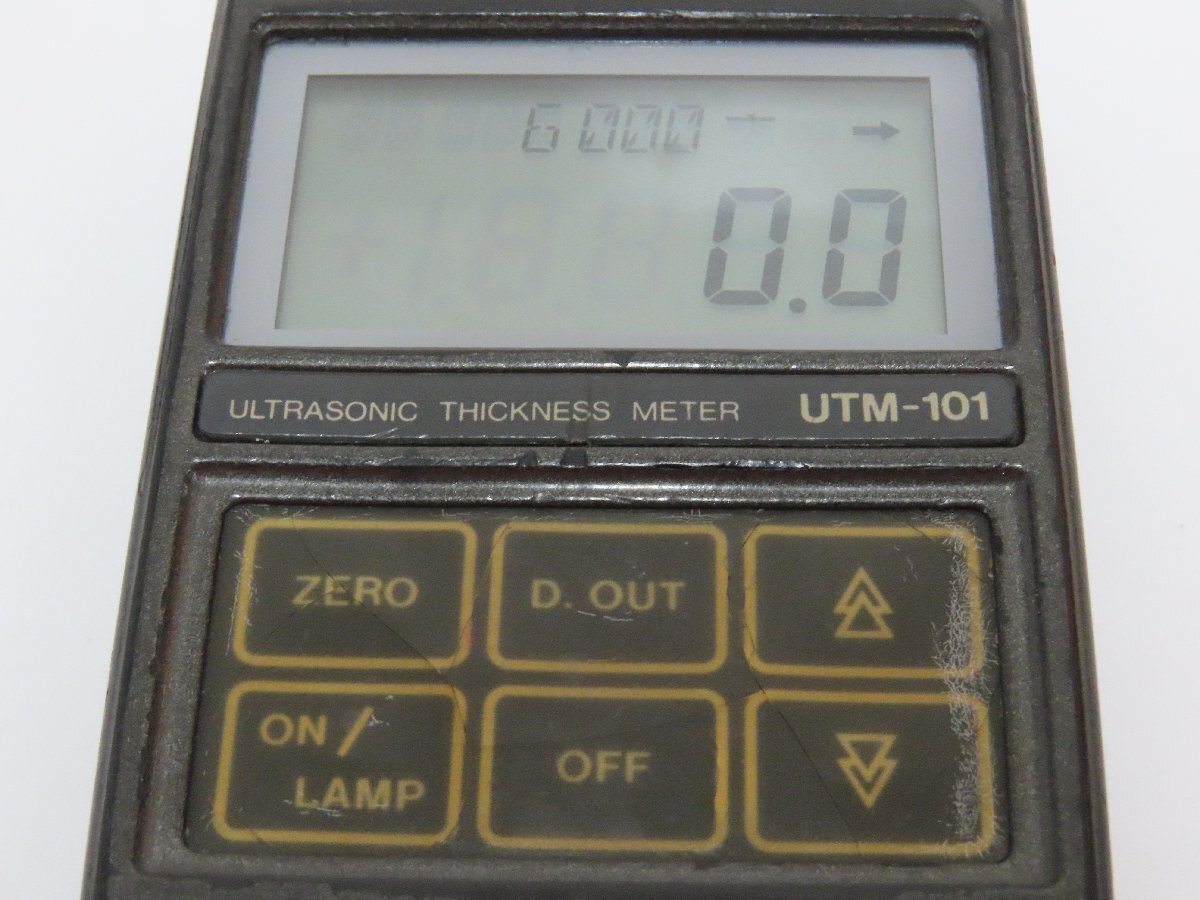 6000
0.0
ULTRASONIC THICKNESS METER UTM-101
ZERO D. OUT
ON / LAMP
OFF